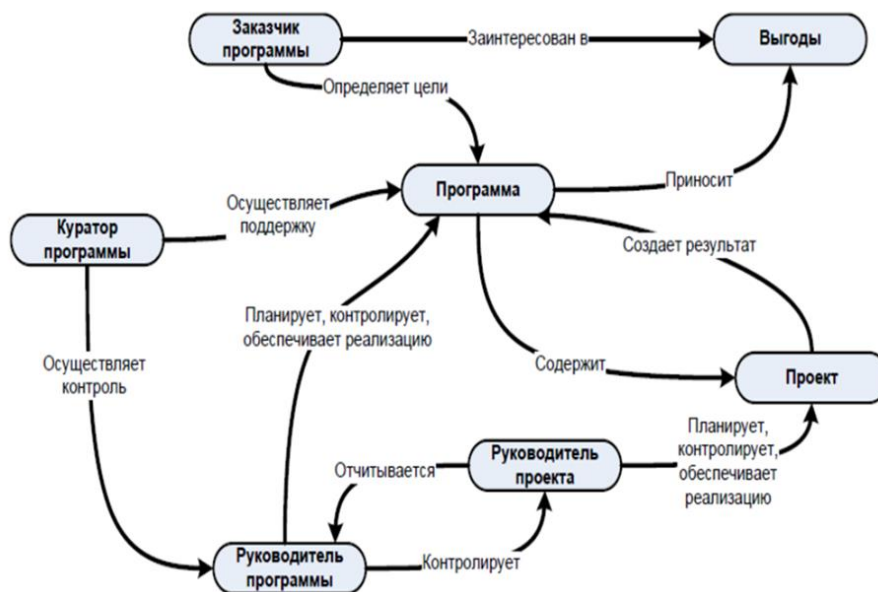 Заказчик
программы
Заинтересован в
Выгоды
Определяет цели
Программа
Приносит
Осуществляет
поддержку
Куратор
программы
Создает результат
Планирует, контролирует,
обеспечивает реализацию
Осуществляет
контроль
Содержит
Проект
Планирует,
контролирует,
обеспечивает
реализацию
Руководитель
проекта
Отчитывается
Руководитель
программы
Контролирует